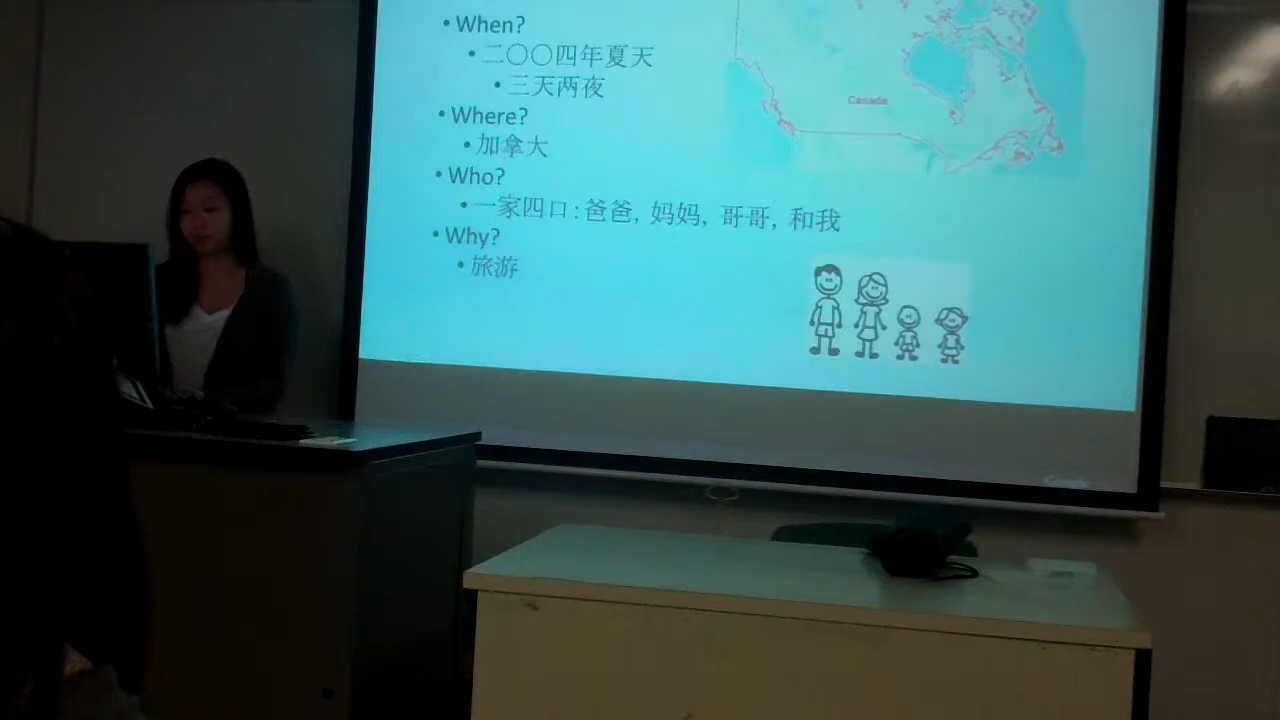 • When?
• 二〇〇四年夏天
• 三天两夜
• Where?
• 加拿大
• Who?
• 一家四口: 爸爸, 妈妈, 哥哥, 和我
• Why?
• 旅游
Canada
Google